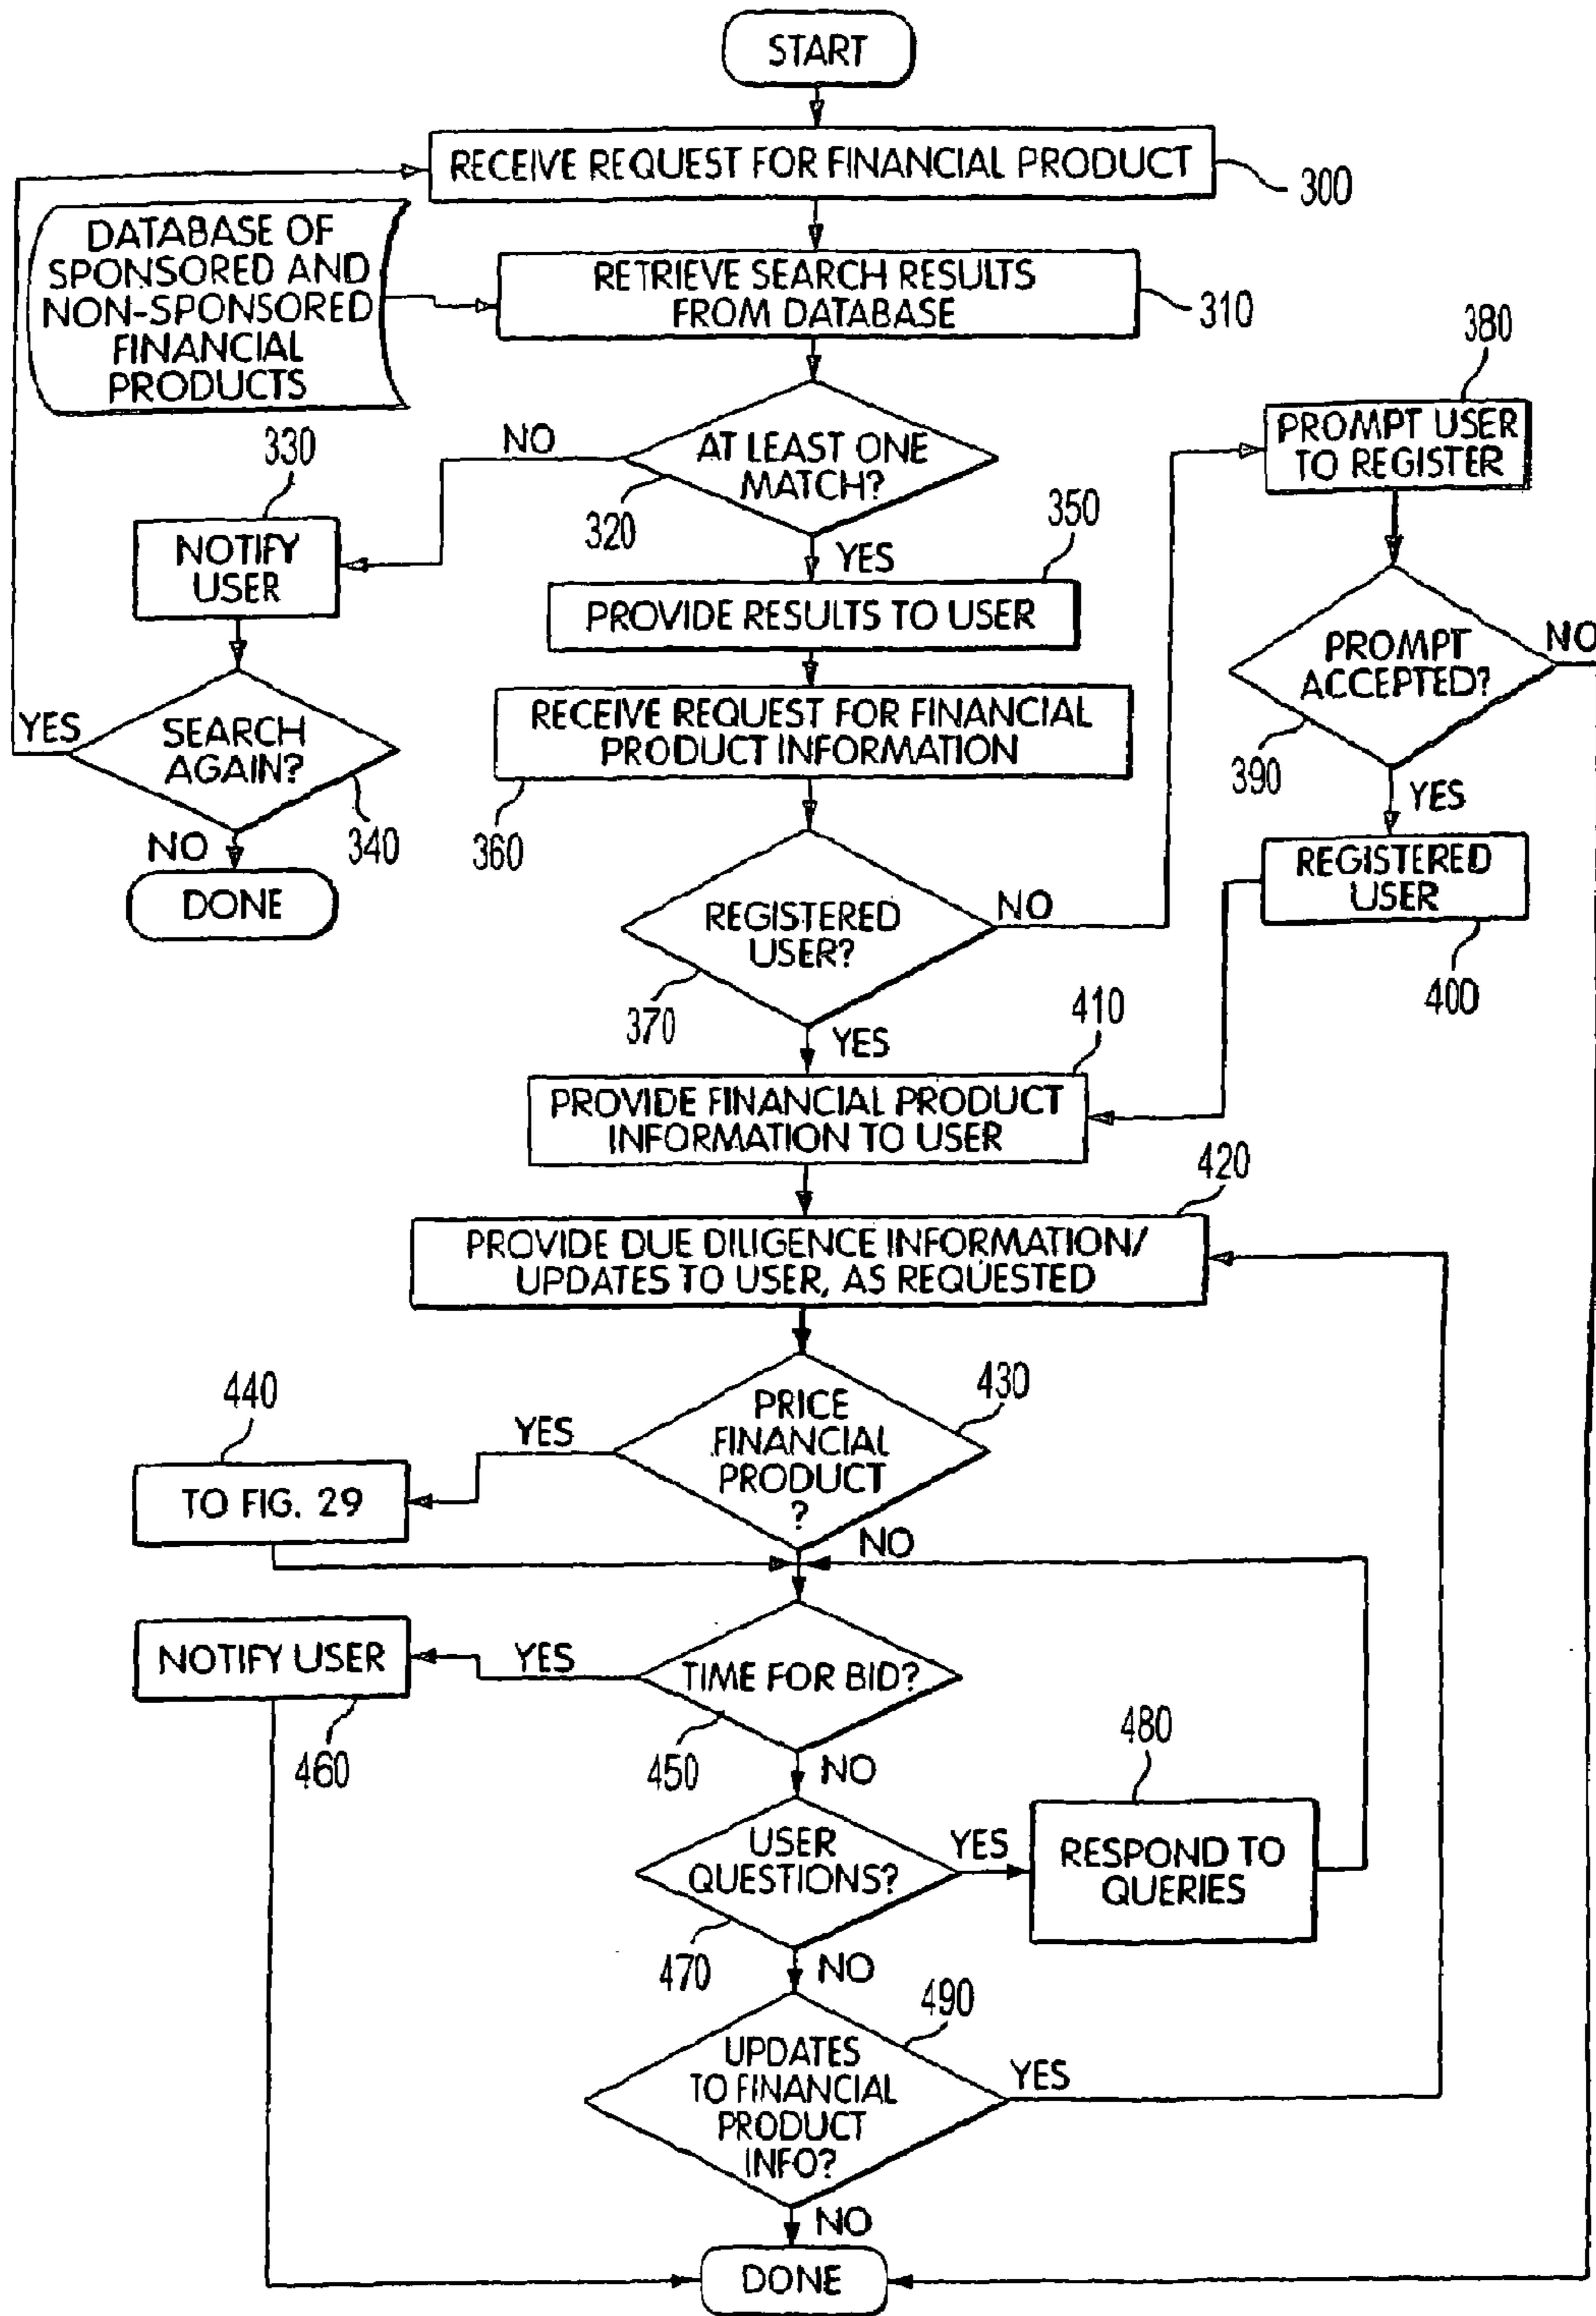 START
RECEIVE REQUEST FOR FINANCIAL PRODUCT
300
DATABASE OF
SPONSORED AND
NON-SPONSORED
FINANCIAL
PRODUCTS
RETRIEVE SEARCH RESULTS
FROM DATABASE
310
380
PROMPT USER
TO REGISTER
NO
AT LEAST ONE
MATCH?
320
330
NOTIFY
USER
YES
350
PROVIDE RESULTS TO USER
PROMPT
ACCEPTED?
NO
390
YES
SEARCH
AGAIN?
YES
340
NO
DONE
RECEIVE REQUEST FOR FINANCIAL
PRODUCT INFORMATION
360
REGISTERED
USER
400
REGISTERED
USER?
NO
370
YES
410
PROVIDE FINANCIAL PRODUCT
INFORMATION TO USER
420
PROVIDE DUE DILIGENCE INFORMATION/
UPDATES TO USER, AS REQUESTED
430
PRICE
FINANCIAL
PRODUCT
?
YES
440
TO FIG. 29
NO
TIME FOR BID?
YES
NOTIFY USER
460
450
NO
480
USER
QUESTIONS?
YES
RESPOND TO
QUERIES
470
NO
490
UPDATES
TO FINANCIAL
PRODUCT
INFO?
YES
NO
DONE